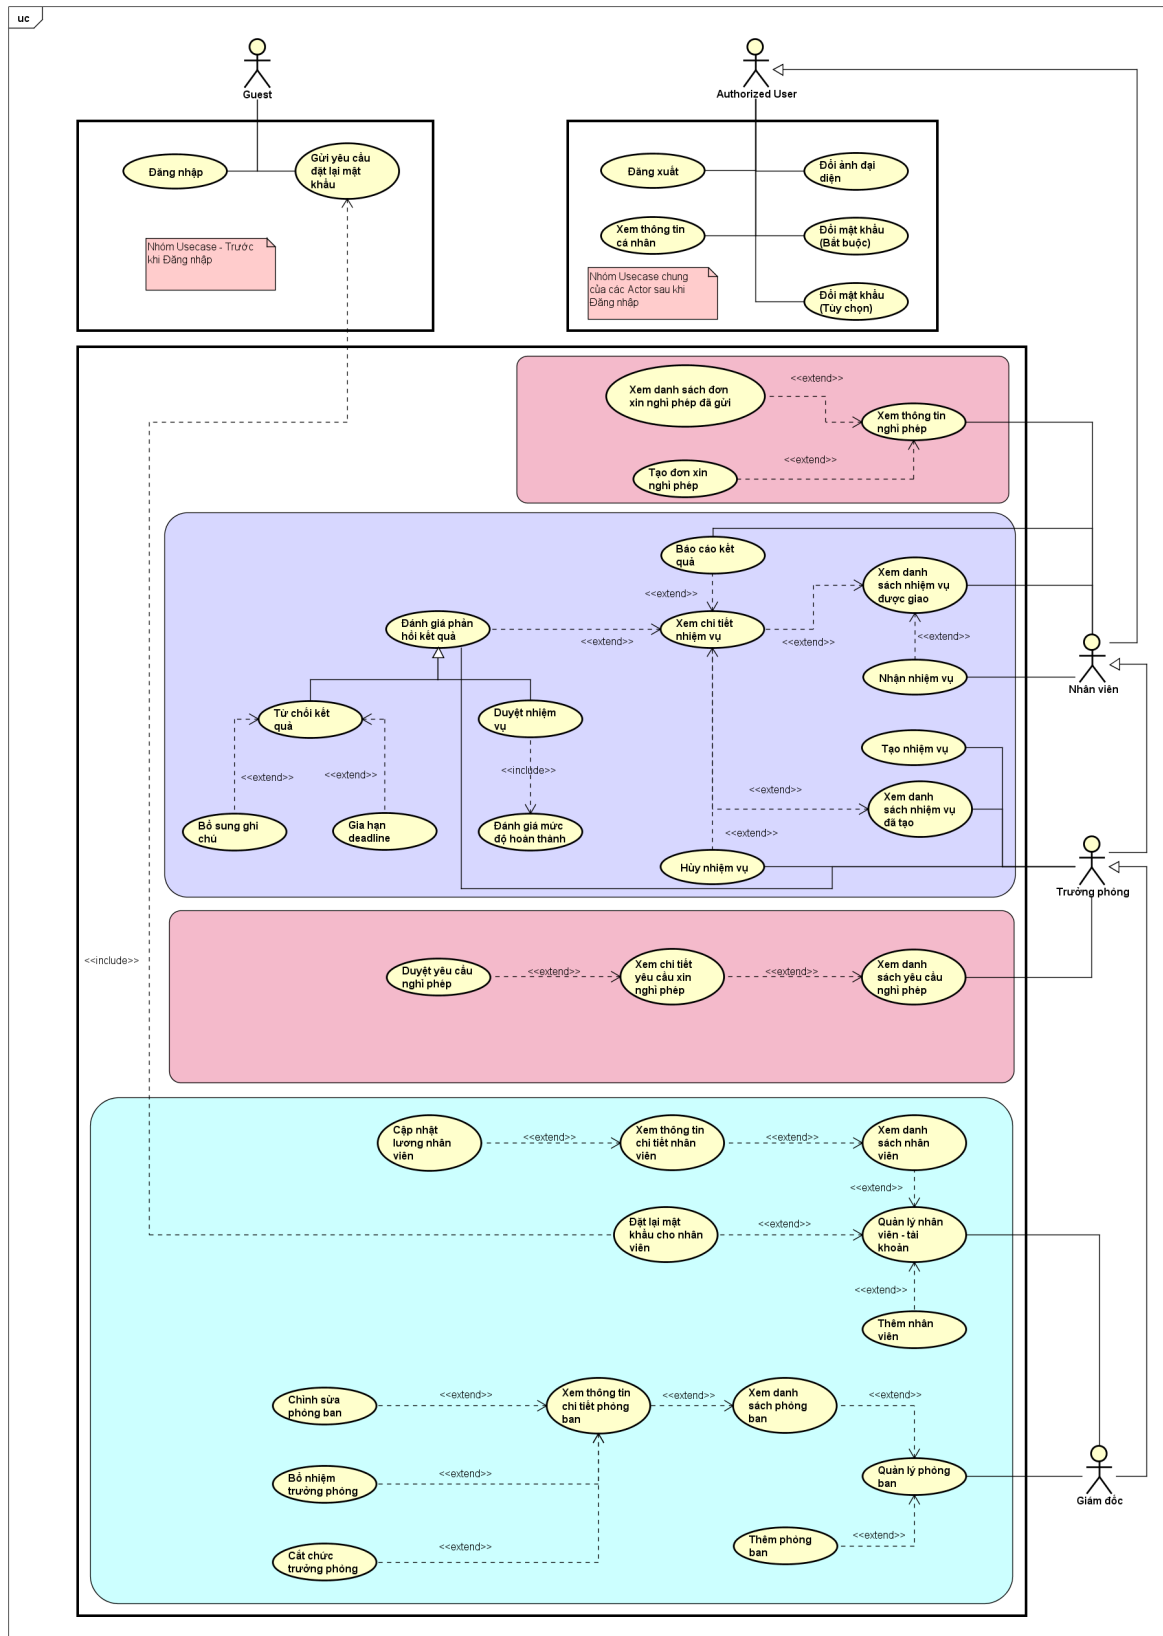 uc
Guest
Authorized User
Đăng nhập
Gửi yêu cầu
đặt lại mật
khẩu
Nhóm Usecase - Trước
khi Đăng nhập
Đăng xuất
Đổi ảnh đại
diện
Xem thông tin
cá nhân
Đổi mật khẩu
(Bắt buộc)
Nhóm Usecase chung
của các Actor sau khi
Đăng nhập
Đổi mật khẩu
(Tùy chọn)
Xem danh sách đơn
xin nghỉ phép đã gửi
<<extend>>
Xem thông tin
nghỉ phép
<<extend>>
Tạo đơn xin
nghỉ phép
Báo cáo kết
quả
<<extend>>
Xem danh
sách nhiệm vụ
được giao
Đánh giá phản
hồi kết quả
<<extend>>
Xem chi tiết
nhiệm vụ
<<extend>>
<<extend>>
Nhận nhiệm vụ
Nhân viên
Từ chối kết
quả
Duyệt nhiệm
vụ
Tạo nhiệm vụ
<<extend>>
<<extend>>
<<include>>
<<extend>>
Xem danh
sách nhiệm vụ
đã tạo
Bổ sung ghi
chú
Gia hạn
deadline
Đánh giá mức
độ hoàn thành
<<extend>>
Hủy nhiệm vụ
Trưởng phòng
<<include>>
Duyệt yêu cầu
nghỉ phép
<<extend>>
Xem chi tiết
yêu cầu xin
nghỉ phép
<<extend>>
Xem danh
sách yêu cầu
nghỉ phép
Cập nhật
lương nhân
viên
<<extend>>
Xem thông tin
chi tiết nhân
viên
<<extend>>
Xem danh
sách nhân
viên
<<extend>>
Đặt lại mật
khẩu cho nhân
viên
<<extend>>
Quản lý nhân
viên - tài
khoản
<<extend>>
Thêm nhân
viên
Chỉnh sửa
phòng ban
<<extend>>
Xem thông tin
chi tiết phòng
ban
<<extend>>
Xem danh
sách phòng
ban
<<extend>>
Bổ nhiệm
trưởng phòng
<<extend>>
Quản lý phòng
ban
Giám đốc
Cắt chức
trưởng phòng
<<extend>>
Thêm phòng
ban
<<extend>>